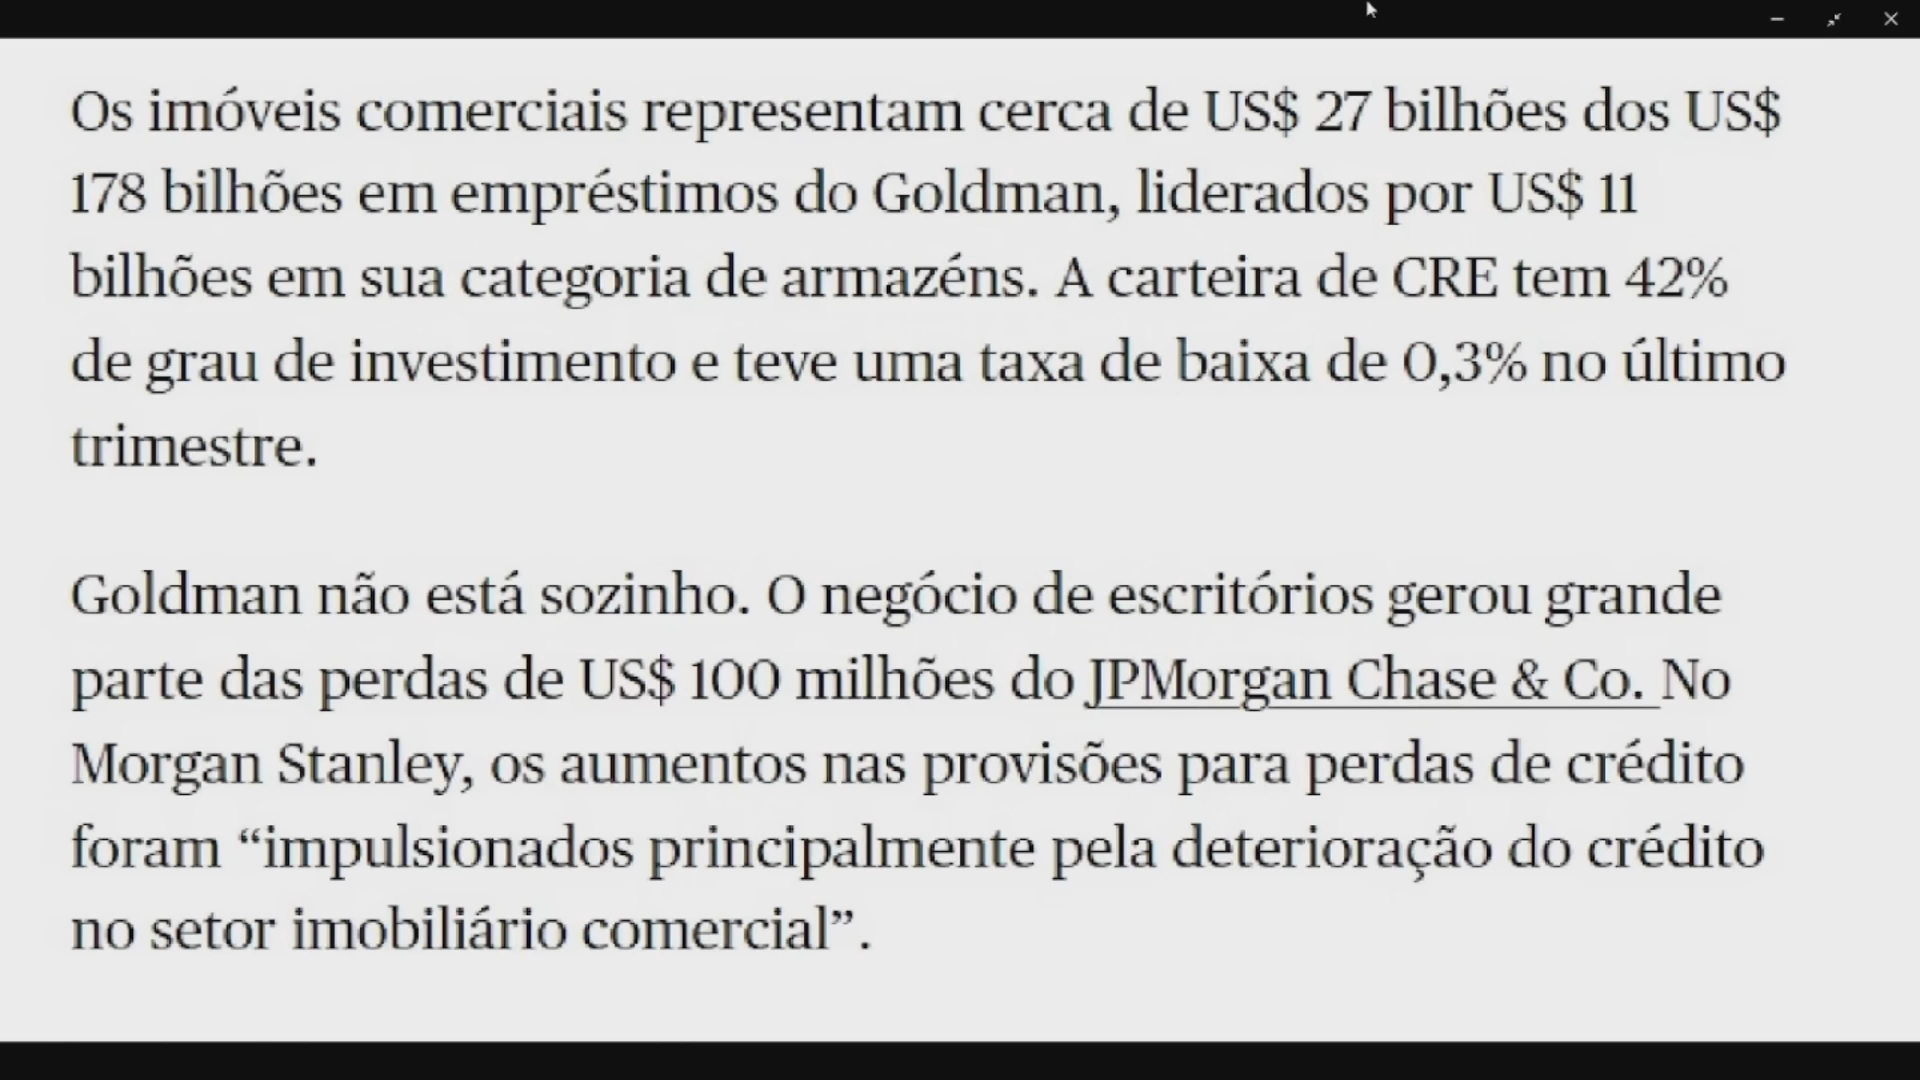 Os imóveis comerciais representam cerca de US$ 27 bilhões dos US$
178 bilhões em empréstimos do Goldman, liderados por US$ 11
bilhões em sua categoria de armazéns. A carteira de CRE tem 42%
de grau de investimento e teve uma taxa de baixa de 0,3% no último
trimestre.
Goldman não está sozinho. O negócio de escritórios gerou grande
parte das perdas de US$ 100 milhões do JPMorgan Chase & Co. No
Morgan Stanley, os aumentos nas provisões para perdas de crédito
foram “impulsionados principalmente pela deterioração do crédito
no setor imobiliário comercial”.